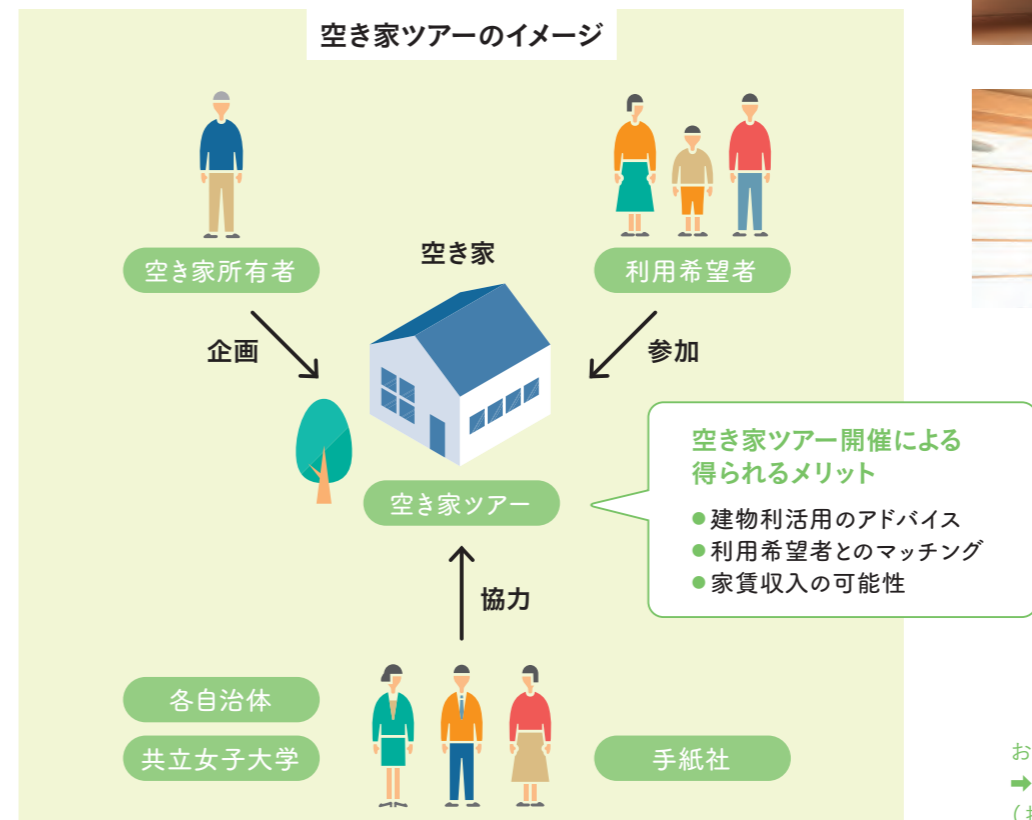 空き家ツアーのイメージ
空き家所有者
空き家
利用希望者
企画
参加
空き家ツアー
空き家ツアー開催による
得られるメリット
●建物利活用のアドバイス
●利用希望者とのマッチング
●家賃収入の可能性
協力
各自治体
共立女子大学
手紙社
お
➡